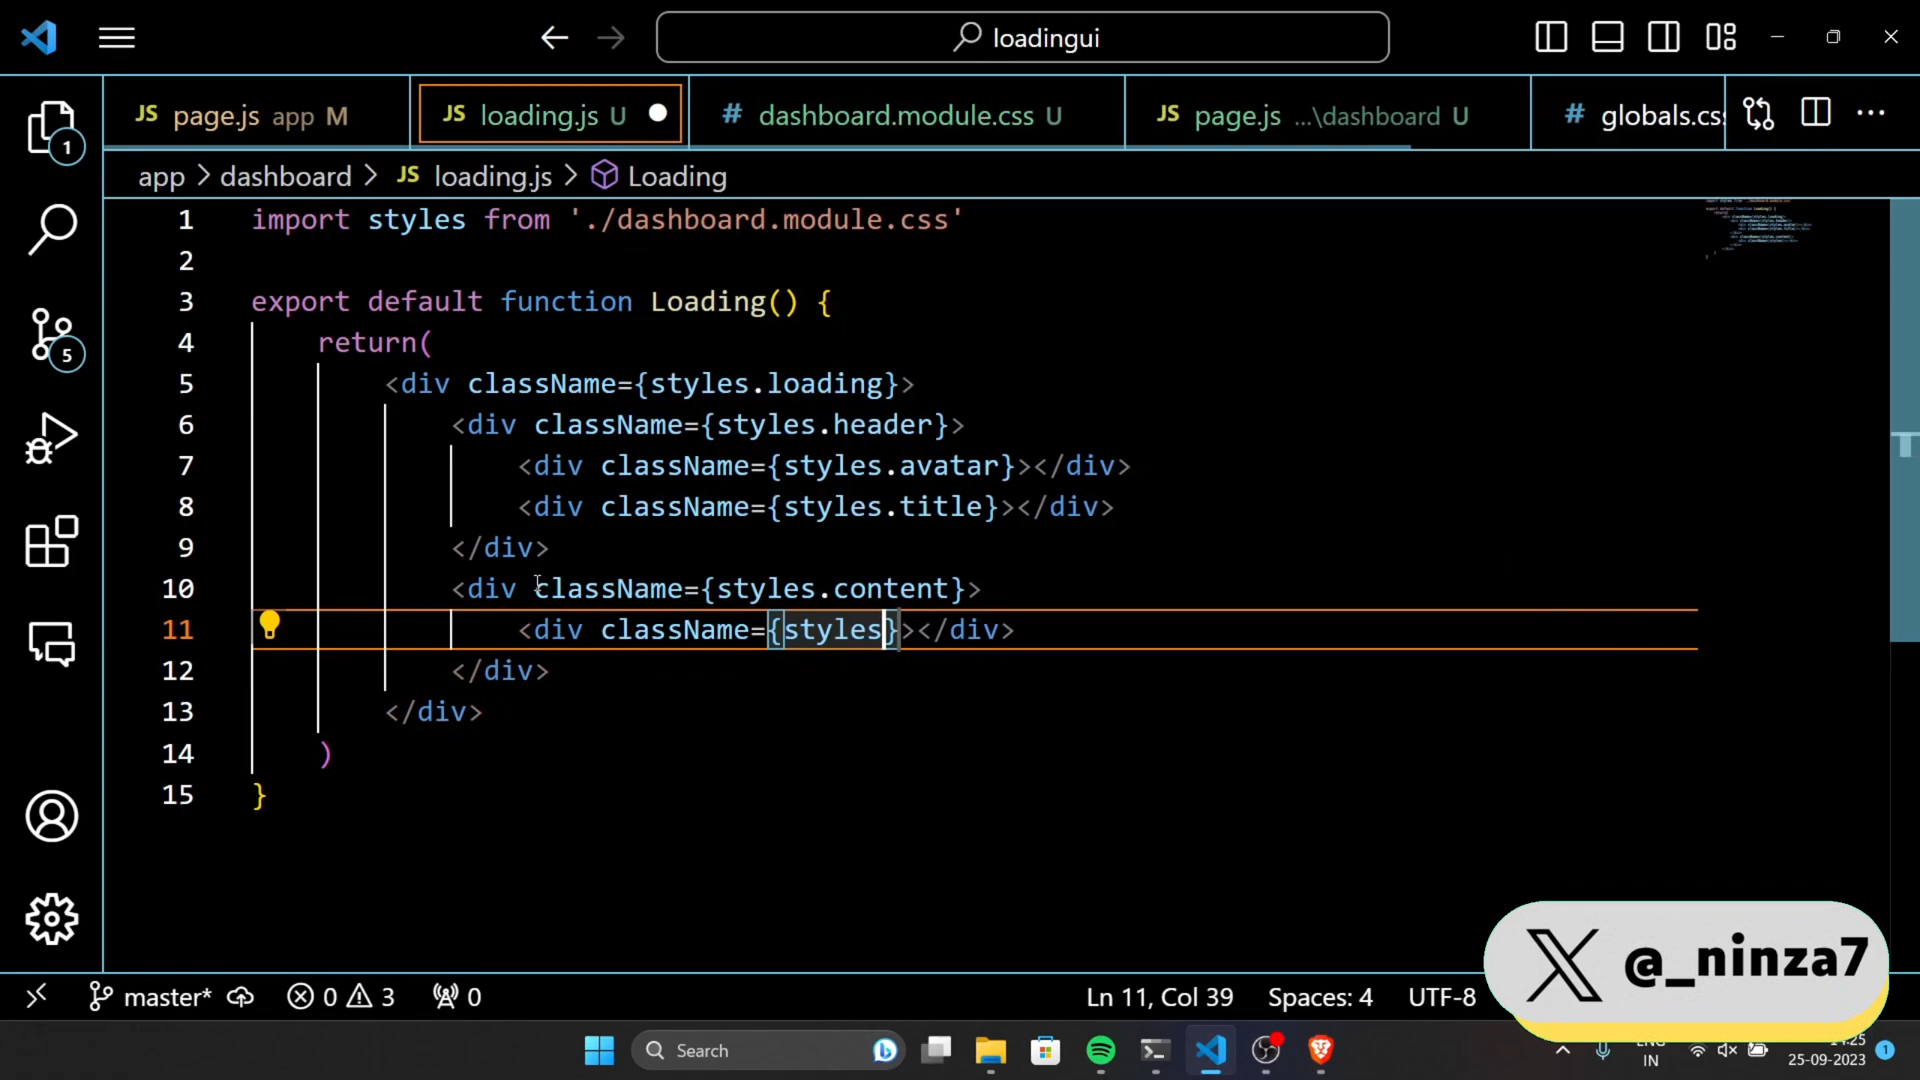 loadingui
JS page.js app M
JS loading.js U
# dashboard.module.css U
JS page.js ...\dashboard U
# globals.cs
1
app > dashboard > JS loading.js > Loading
1 import styles from './dashboard.module.css'
2
3 export default function Loading() {
4 return(
5 <div className={styles.loading}>
6 <div className={styles.header}>
7 <div className={styles.avatar}></div>
8 <div className={styles.title}></div>
9 </div>
10 <div className={styles.content}>
11 <div className={styles}></div>
12 </div>
13 </div>
14 )
15 }
5
@_ninza7
master* 0 3 0
Ln 11, Col 39 Spaces: 4 UTF-8
Search
IN
25-09-2023
1